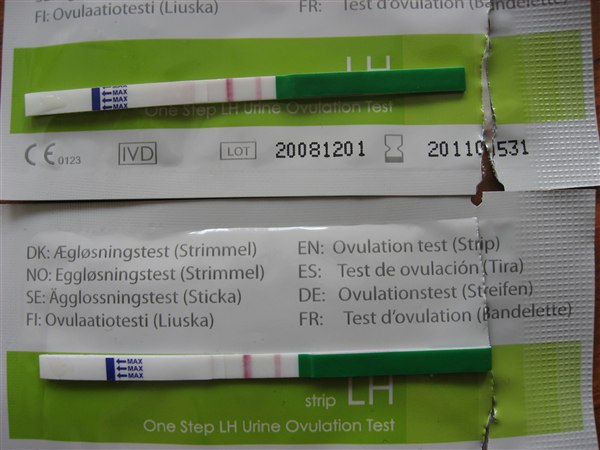 FI: Ovulaatiotesti (Liuska) FR: Test d'ovulation (Bandelette)
LH
MAX
MAX
MAX
One Step LH Urine Ovulation Test
CE 0123 IVD LOT 20081201 20110531
DK: Ægløsningstest (Strimmel) EN: Ovulation test (Strip)
NO: Eggløsningstest (Strimmel) ES: Test de ovulación (Tira)
SE: Ägglossningstest (Sticka) DE: Ovulationstest (Streifen)
FI: Ovulaatiotesti (Liuska) FR: Test d'ovulation (Bandelette)
MAX
MAX
MAX
strip LH
One Step LH Urine Ovulation Test